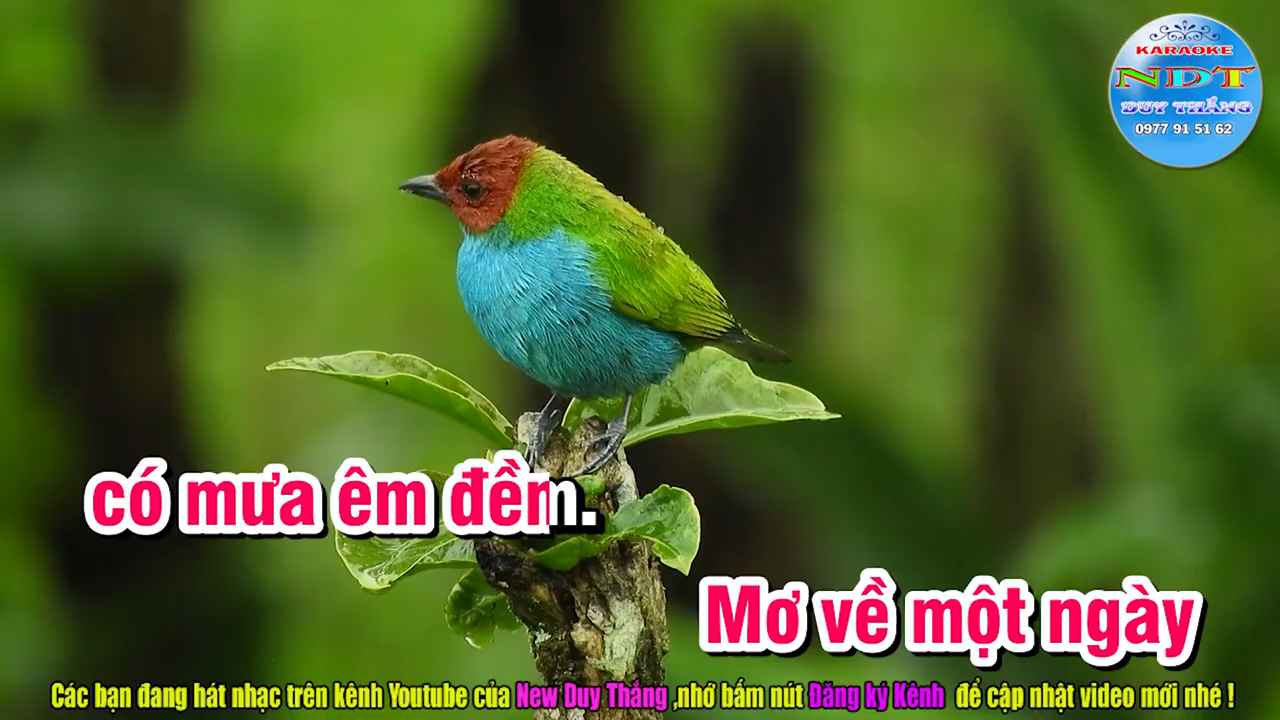 KARAOKE
NDT
DUY THẮNG
0977 91 51 62
có mưa êm đềm.
Mơ về một ngày
Các bạn đang hát nhạc trên kênh Youtube của New Duy Thắng ,nhớ bấm nút Đăng ký Kênh để cập nhật video mới nhé !